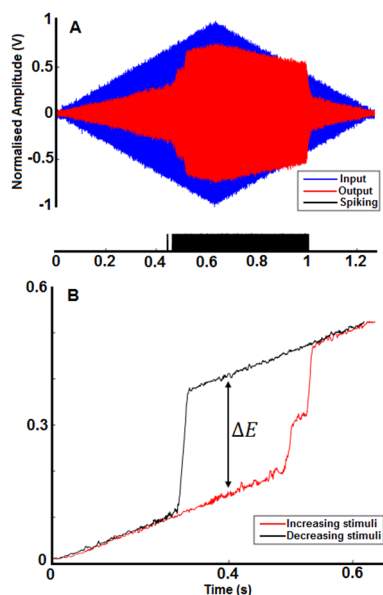 A
1
0.5
0
-0.5
-1
Normalised Amplitude (V)
Input
Output
Spiking
0 0.2 0.4 0.6 0.8 1 1.2
B
0.6
0.3
0
ΔE
Increasing stimuli
Decreasing stimuli
0 0.4 0.6
Time (s)